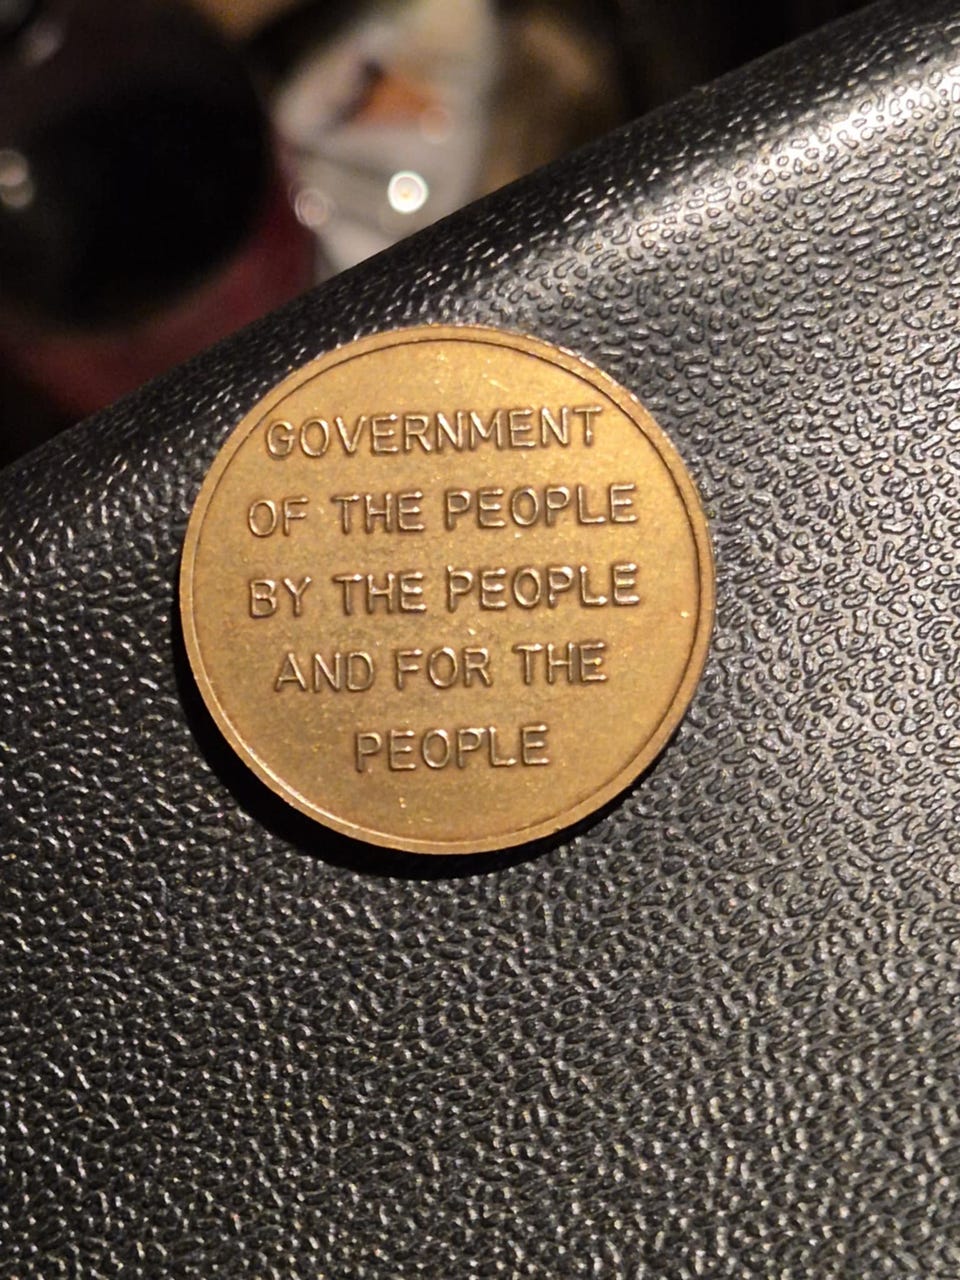 GOVERNMENT
OF THE PEOPLE
BY THE PEOPLE
AND FOR THE
PEOPLE